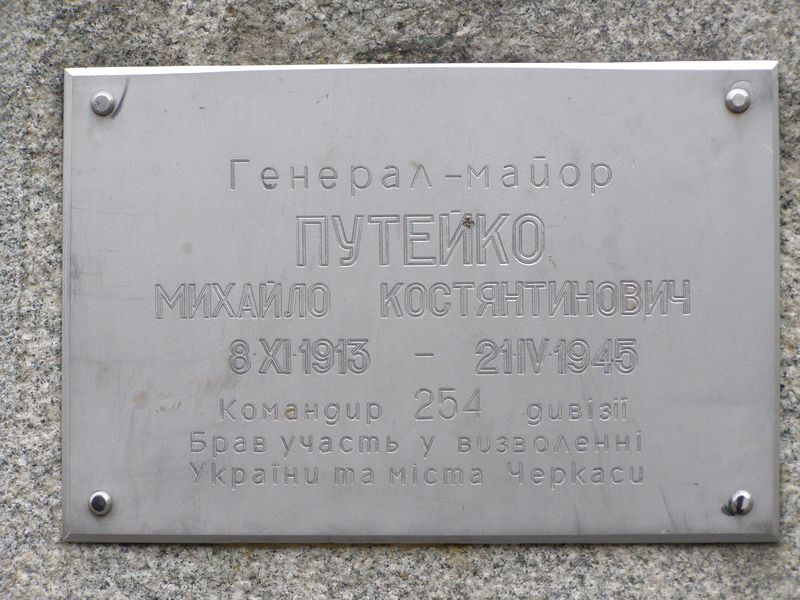 Генерал-майор
ПУТЕЙКО
МИХАЙЛО КОСТЯНТИНОВИЧ
8·XI·1913 – 21·IV·1945
Командир 254 дивізії
Брав участь у визволенні
України та міста Черкаси